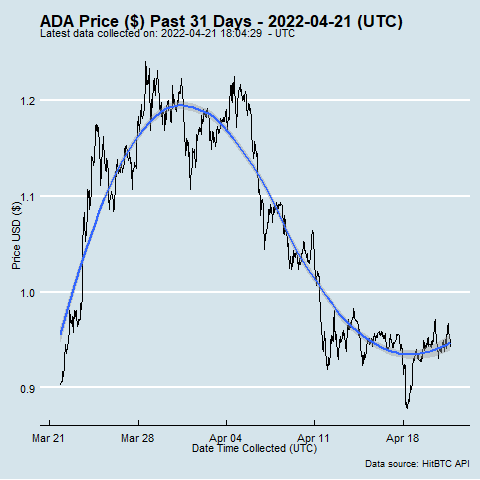 ADA Price ($) Past 31 Days - 2022-04-21 (UTC)
Latest data collected on: 2022-04-21 18:04:29  - UTC
1.2
1.1
1.0
0.9
Price USD ($)
Mar 21 Mar 28 Apr 04 Apr 11 Apr 18
Date Time Collected (UTC)
Data source: HitBTC API